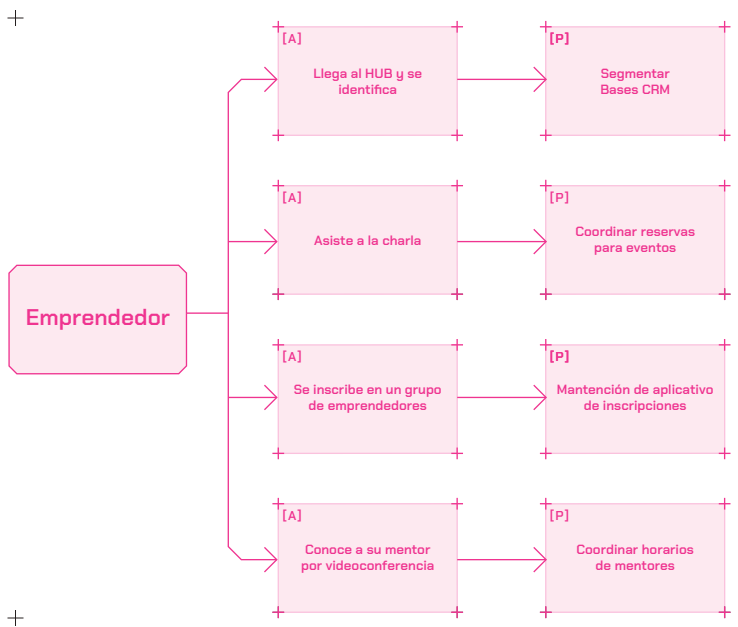 [A]
Llega al HUB y se
identifica
[P]
Segmentar
Bases CRM
[A]
Asiste a la charla
[P]
Coordinar reservas
para eventos
Emprendedor
[A]
Se inscribe en un grupo
de emprendedores
[P]
Mantención de aplicativo
de inscripciones
[A]
Conoce a su mentor
por videoconferencia
[P]
Coordinar horarios
de mentores